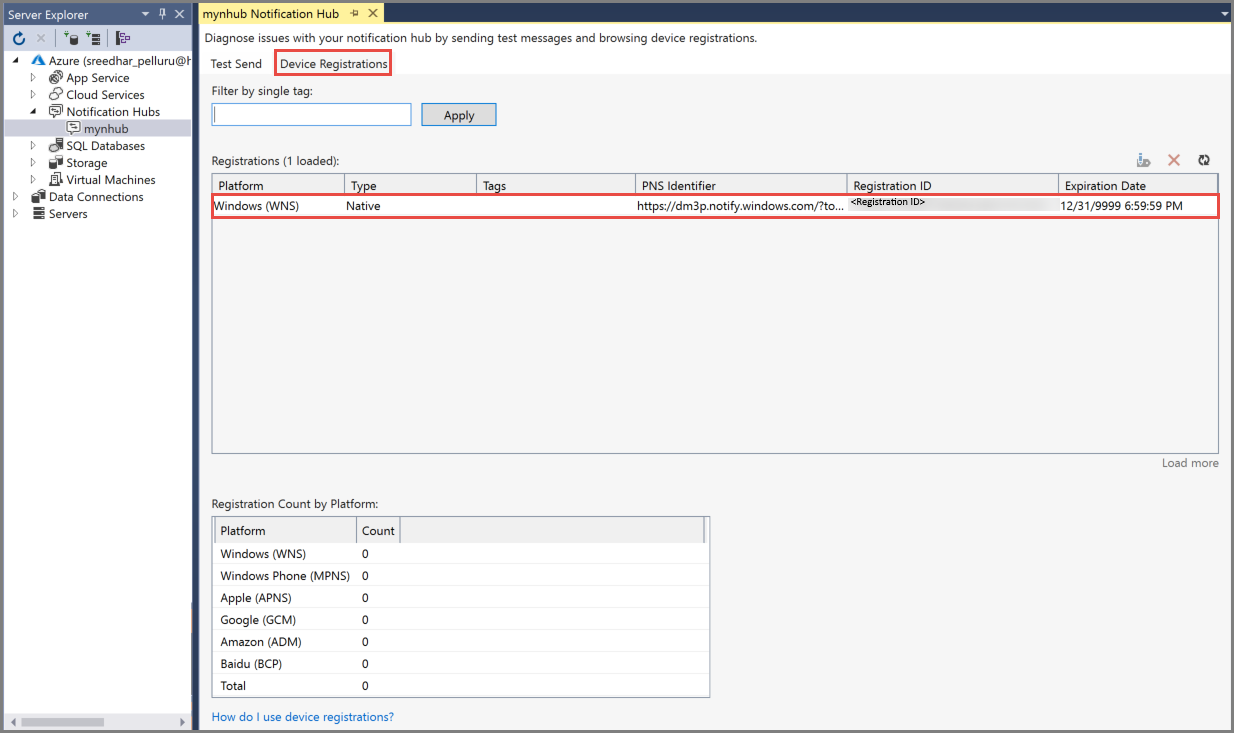 Server Explorer
Azure (sreedhar_pelluru@h
App Service
Cloud Services
Notification Hubs
mynhub
SQL Databases
Storage
Virtual Machines
Data Connections
Servers
mynhub Notification Hub
Diagnose issues with your notification hub by sending test messages and browsing device registrations.
Test Send Device Registrations
Filter by single tag:
Apply
Registrations (1 loaded):
Platform Type Tags PNS Identifier Registration ID Expiration Date
Windows (WNS) Native https://dm3p.notify.windows.com/?to... <Registration ID> 12/31/9999 6:59:59 PM
Load more
Registration Count by Platform:
Platform Count
Windows (WNS) 0
Windows Phone (MPNS) 0
Apple (APNS) 0
Google (GCM) 0
Amazon (ADM) 0
Baidu (BCP) 0
Total 0
How do I use device registrations?